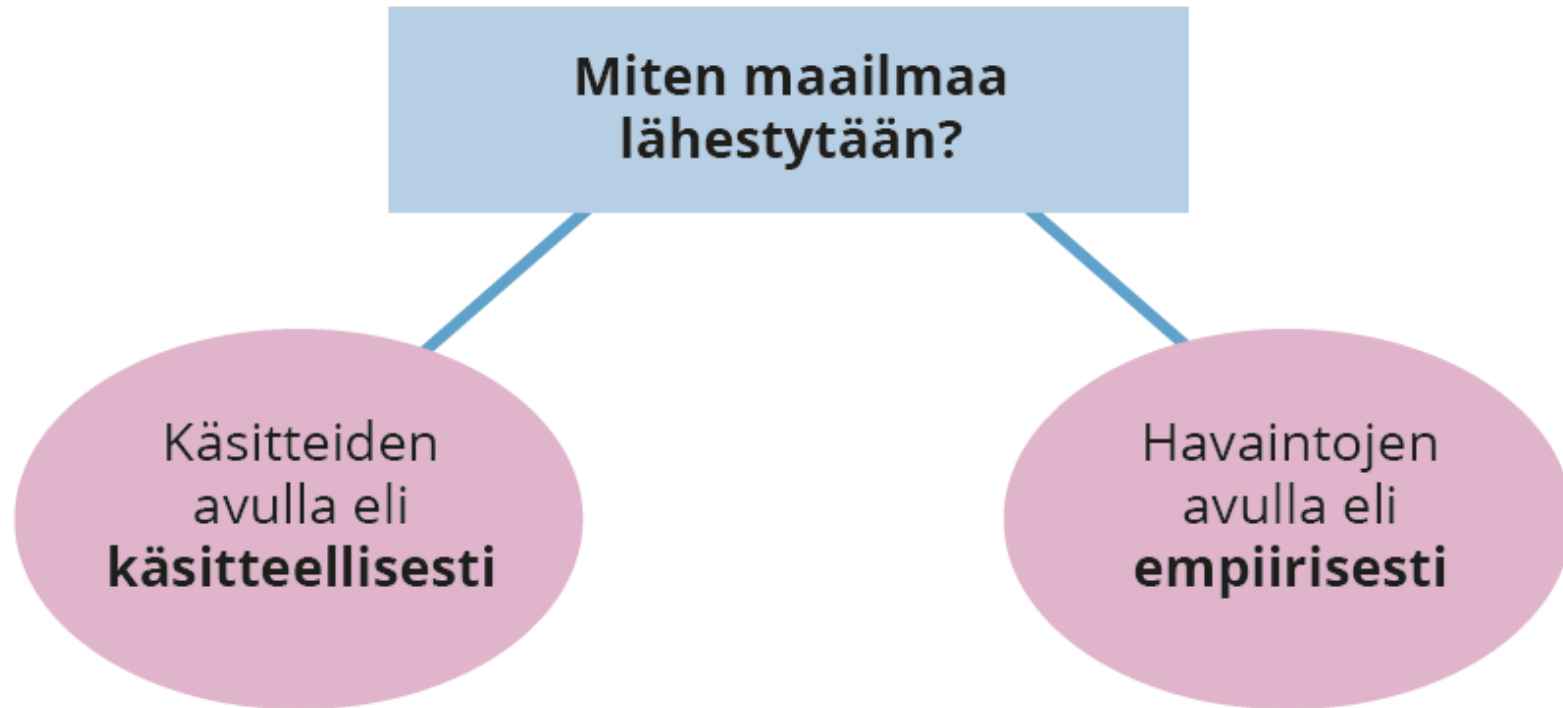 Miten maailmaa
lähestytään?
Käsitteiden
avulla eli
käsitteellisesti
Havaintojen
avulla eli
empiirisesti